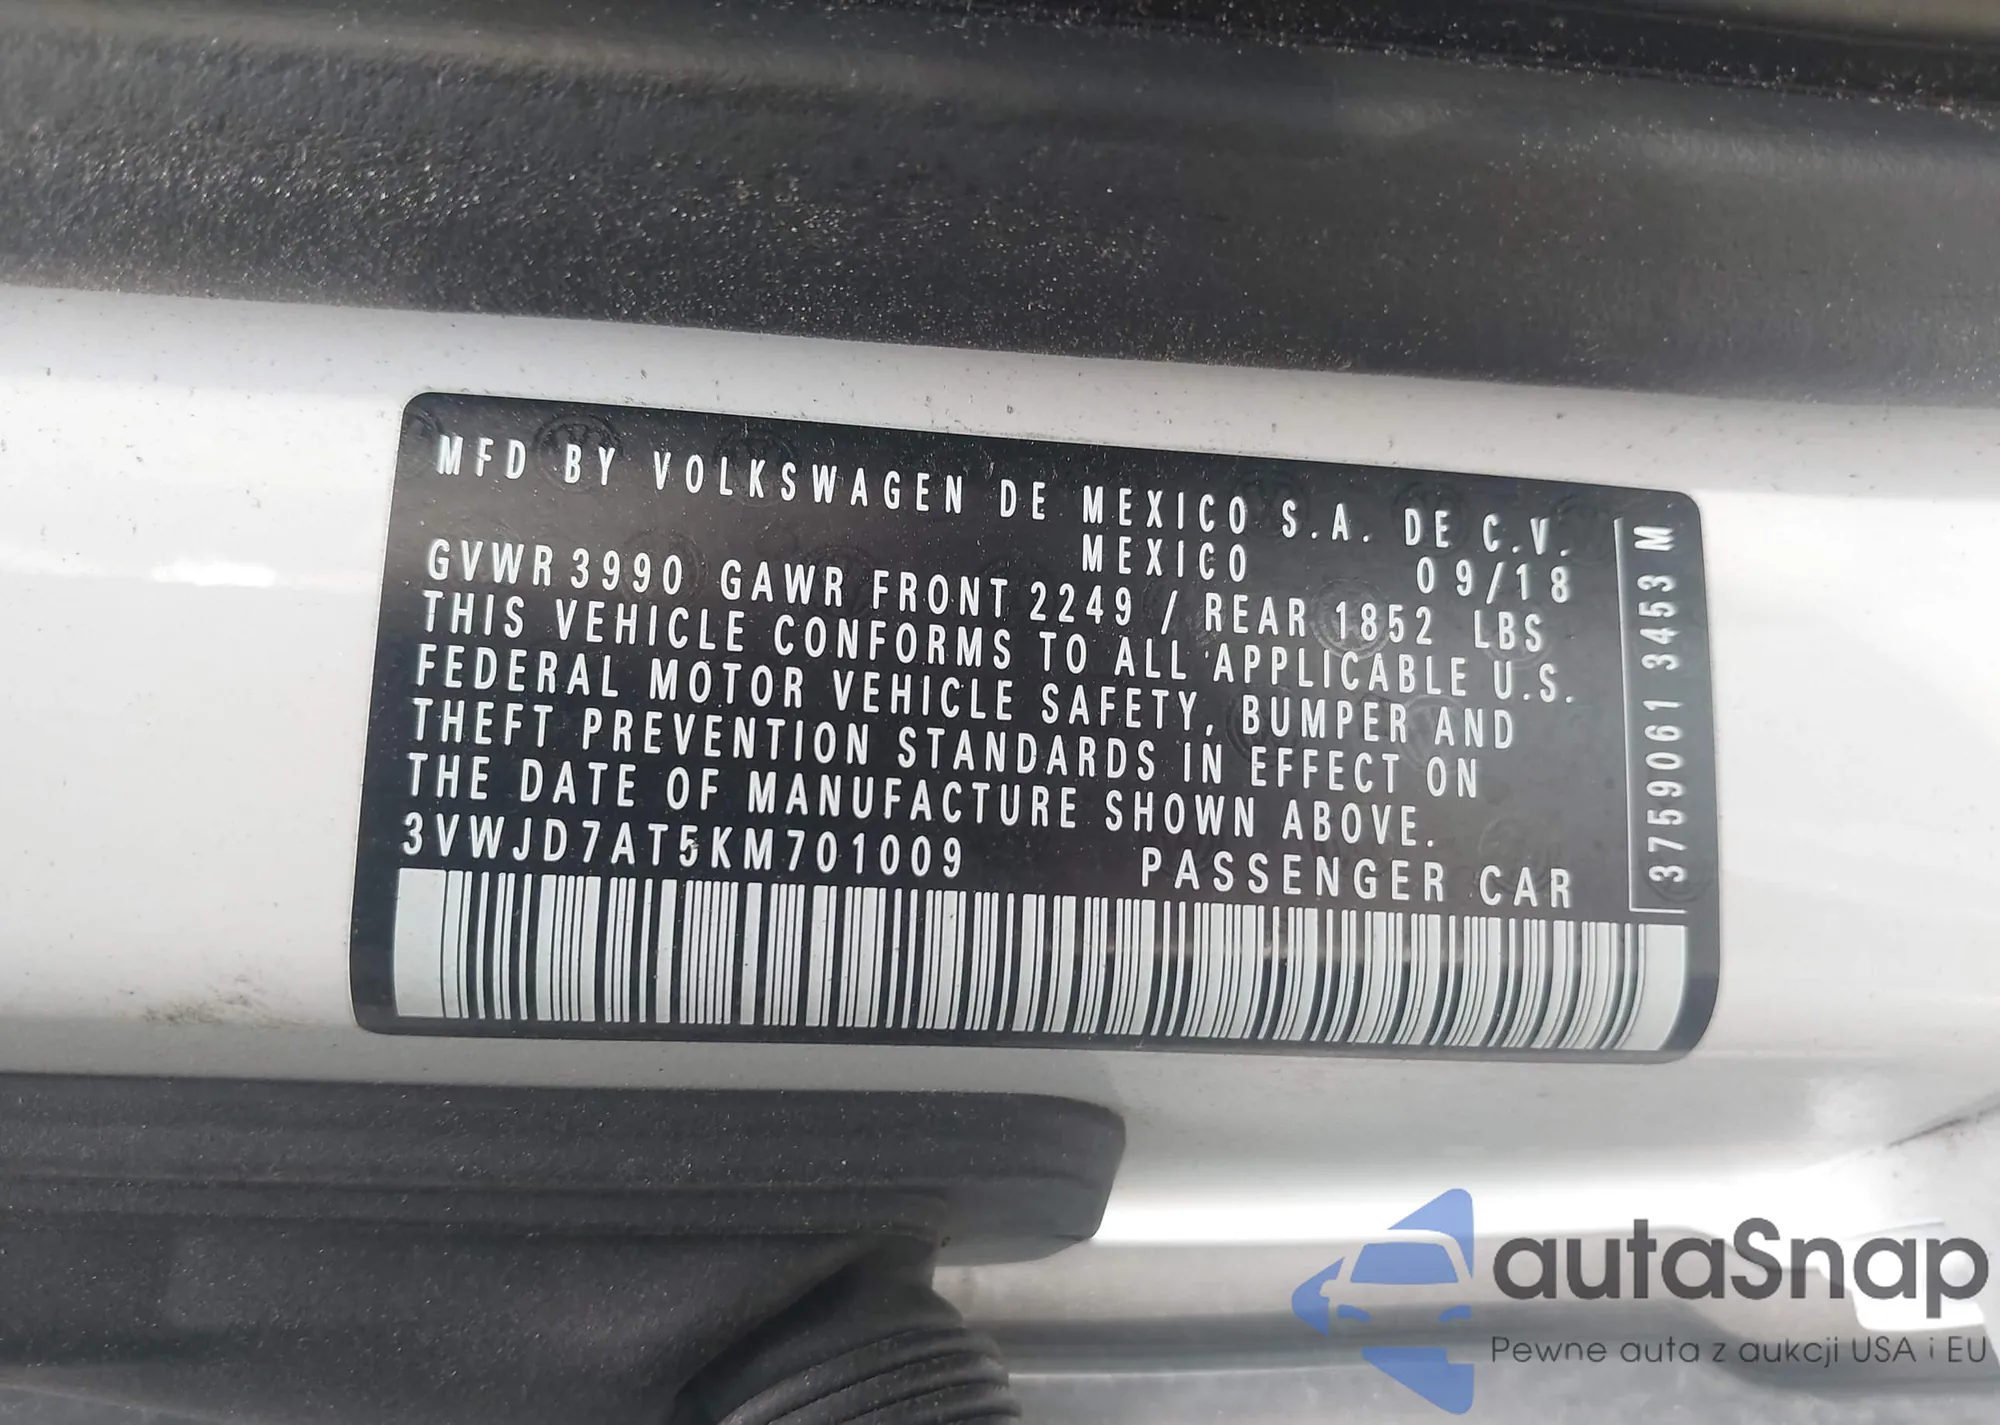 MFD BY VOLKSWAGEN DE MEXICO S.A. DE C.V.
MEXICO 09/18
GVWR 3990 GAWR FRONT 2249 / REAR 1852 LBS
THIS VEHICLE CONFORMS TO ALL APPLICABLE U.S.
FEDERAL MOTOR VEHICLE SAFETY, BUMPER AND
THEFT PREVENTION STANDARDS IN EFFECT ON
THE DATE OF MANUFACTURE SHOWN ABOVE.
3VWJD7AT5KM701009 PASSENGER CAR
3759061 3453 M
autaSnap
Pewne auta z aukcji USA i EU